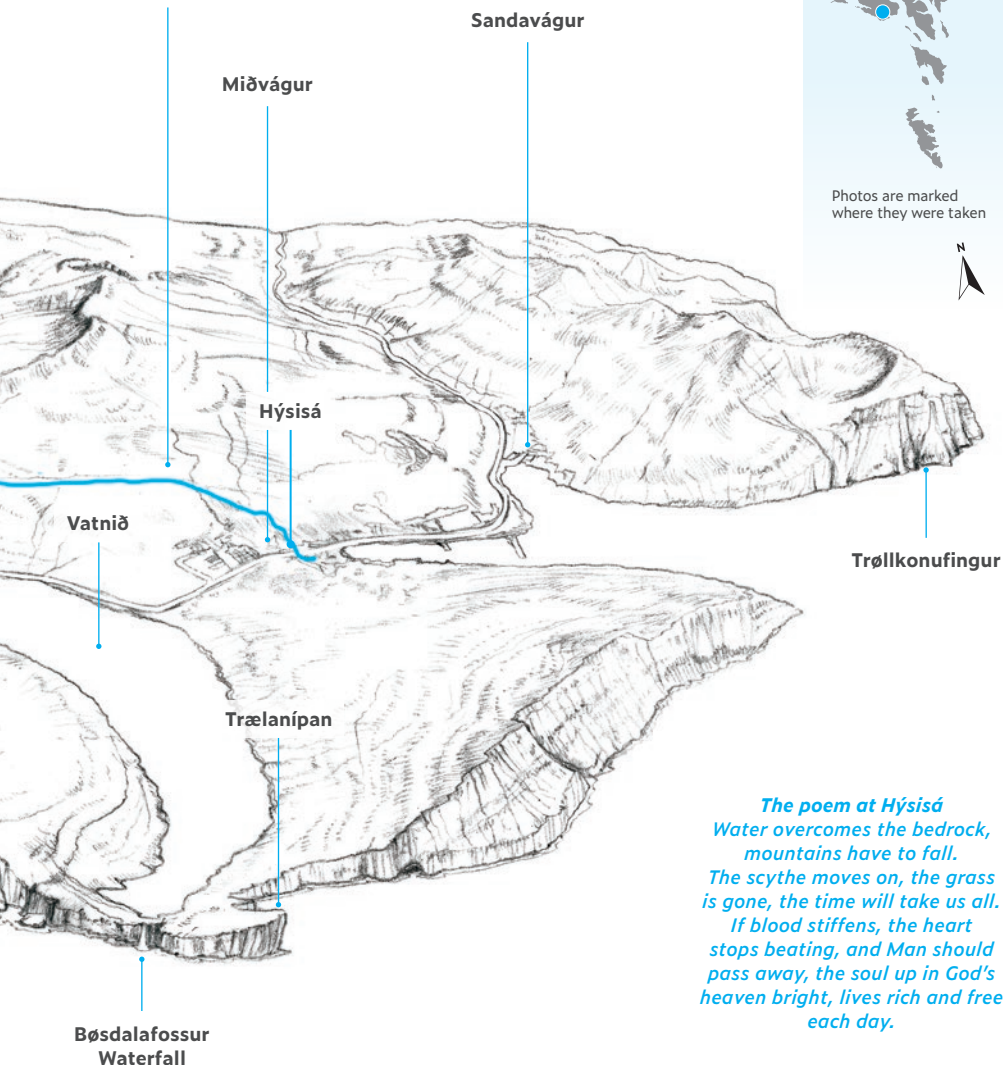 Sandavágur
Miðvágur
Photos are marked
where they were taken
N
Hýsisá
Vatnið
Trøllkonufingur
Trælanípan
The poem at Hýsisá
Water overcomes the bedrock,
mountains have to fall.
The scythe moves on, the grass
is gone, the time will take us all.
If blood stiffens, the heart
stops beating, and Man should
pass away, the soul up in God's
heaven bright, lives rich and free
each day.
Bøsdalafossur
Waterfall